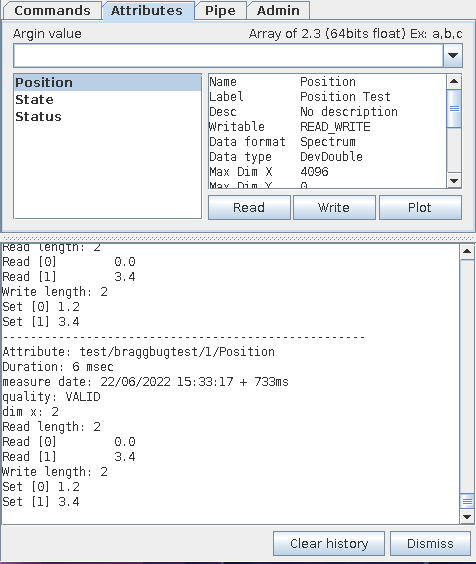 Commands Attributes Pipe Admin
Argin value Array of 2.3 (64bits float) Ex: a,b,c
Position
State
Status
Name Position
Label Position Test
Desc No description
Writable READ_WRITE
Data format Spectrum
Data type DevDouble
Max Dim X 4096
Max Dim Y 0
Read Write Plot
Read length: 2
Read [0] 0.0
Read [1] 3.4
Write length: 2
Set [0] 1.2
Set [1] 3.4
----------------------------------------------------
Attribute: test/braggbugtest/1/Position
Duration: 6 msec
measure date: 22/06/2022 15:33:17 + 733ms
quality: VALID
dim x: 2
Read length: 2
Read [0] 0.0
Read [1] 3.4
Write length: 2
Set [0] 1.2
Set [1] 3.4
Clear history Dismiss